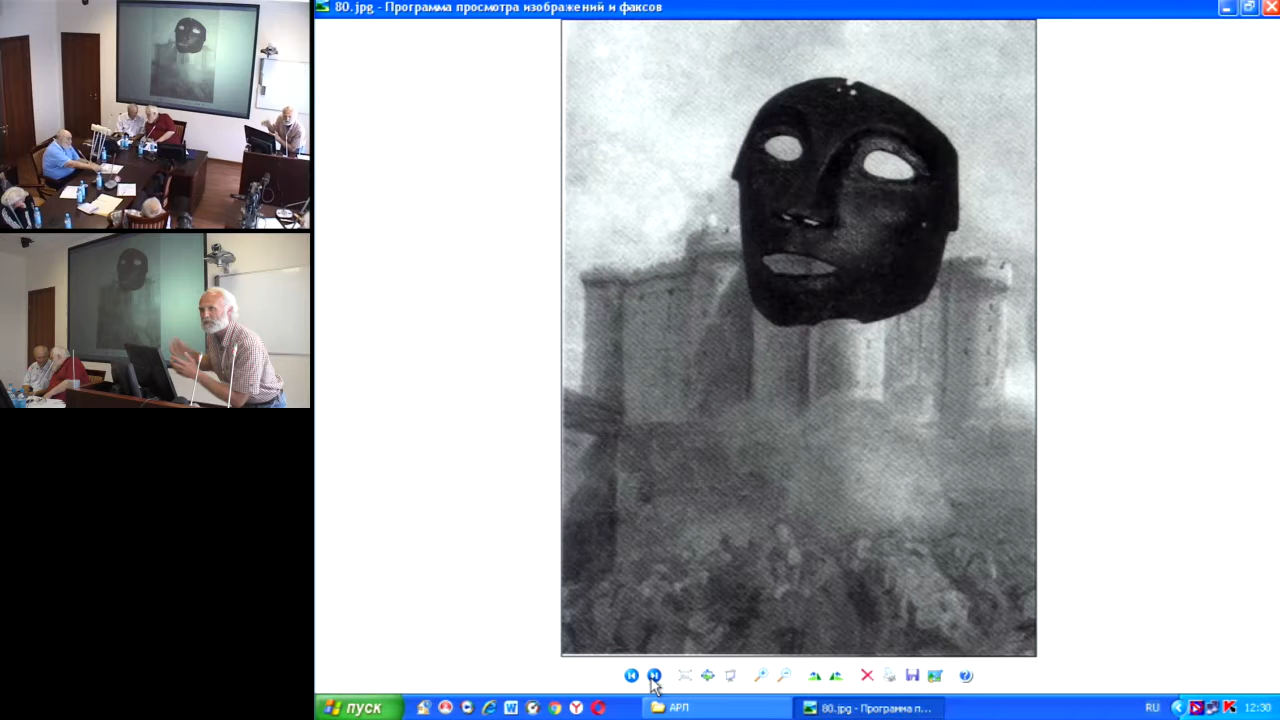 80.jpg - Программа просмотра изображений и факсов
пуск
АРП
80.jpg - Программа п...
RU
12:30